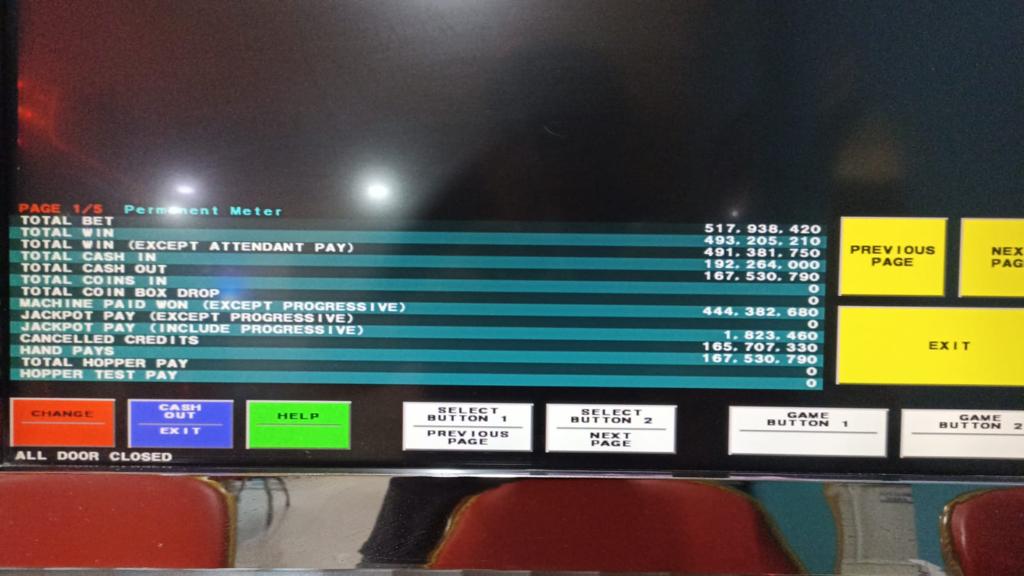 PAGE 1/5 Permanent Meter
TOTAL BET 517,938,420
TOTAL WIN 493,205,210
TOTAL WIN (EXCEPT ATTENDANT PAY) 491,381,750
TOTAL CASH IN 192,264,000
TOTAL CASH OUT 167,530,790
TOTAL COINS IN 0
TOTAL COIN BOX DROP 0
MACHINE PAID WON (EXCEPT PROGRESSIVE) 444,382,680
JACKPOT PAY (EXCEPT PROGRESSIVE) 0
JACKPOT PAY (INCLUDE PROGRESSIVE) 1,823,460
CANCELLED CREDITS 165,707,330
HAND PAYS 167,530,790
TOTAL HOPPER PAY 0
HOPPER TEST PAY 0
PREVIOUS
PAGE
NEX
PAG
EXIT
CHANGE
CASH
OUT
EXIT
HELP
SELECT
BUTTON 1
PREVIOUS
PAGE
SELECT
BUTTON 2
NEXT
PAGE
GAME
BUTTON 1
GAME
BUTTON 2
ALL DOOR CLOSED